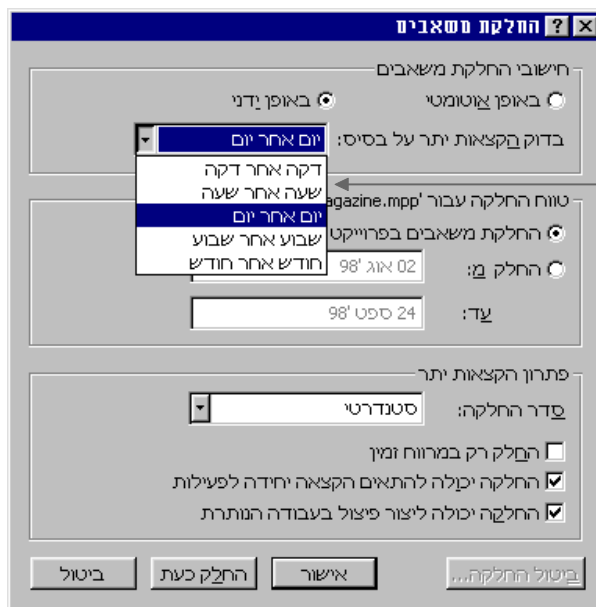 החלקת משאבים
חישובי החלקת משאבים
באופן אוטומטי באופן ידני
בדוק הקצאות יתר על בסיס: יום אחר יום
דקה אחר דקה
שעה אחר שעה
יום אחר יום
שבוע אחר שבוע
חודש אחר חודש
טווח החלקה עבור 'agazine.mpp
החלקת משאבים בפרוייקט
החלק מ: 02 אוג '98
עד: 24 ספט '98
פתרון הקצאות יתר
סדר החלקה: סטנדרטי
החלק רק במרווח זמין
החלקה יכולה להתאים הקצאה יחידה לפעילות
החלקה יכולה ליצור פיצול בעבודה הנותרת
ביטול החלקה... אישור החלק כעת ביטול